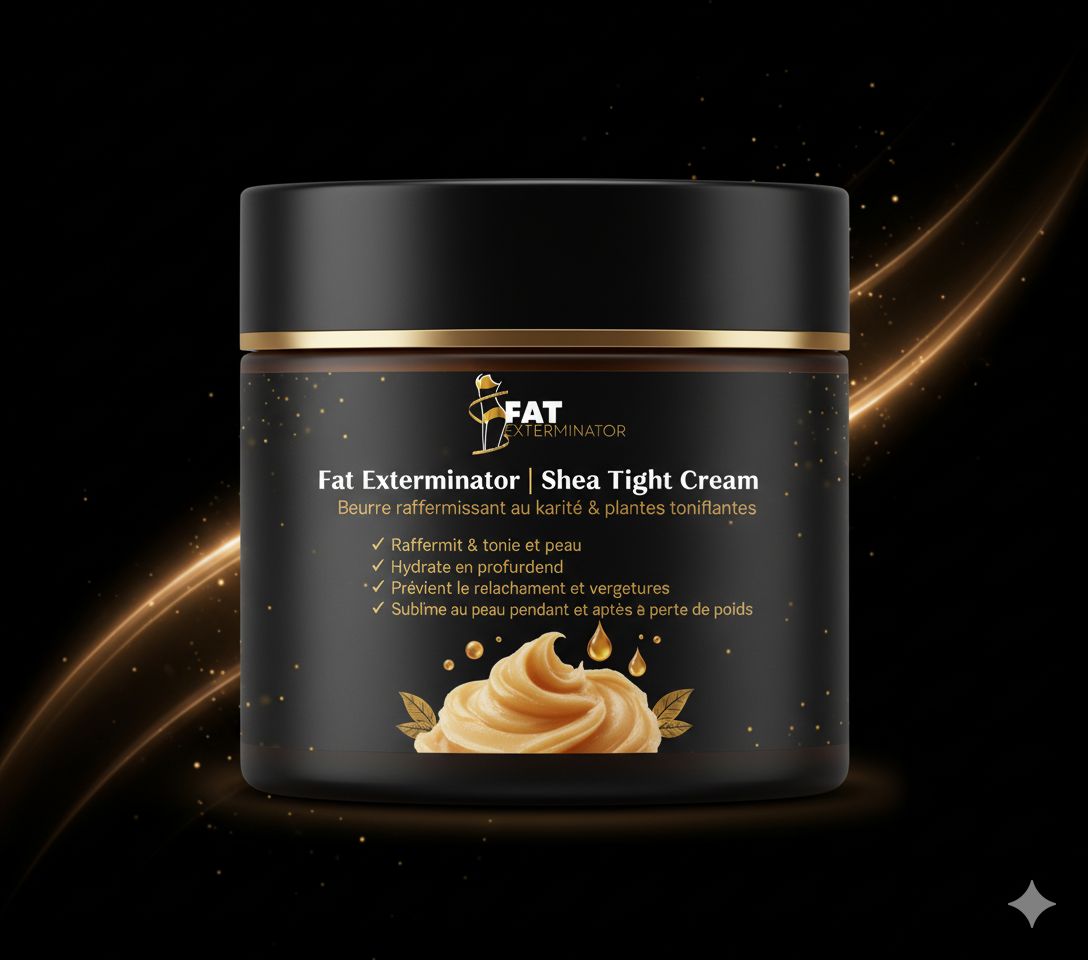 FAT
EXTERMINATOR
Fat Exterminator | Shea Tight Cream
Beurre raffermissant au karité & plantes toniflantes
✓ Raffermit & tonie et peau
✓ Hydrate en profurdend
✓ Prévient le relachament et vergetures
✓ Sublime au peau pendant et aptès à perte de poids